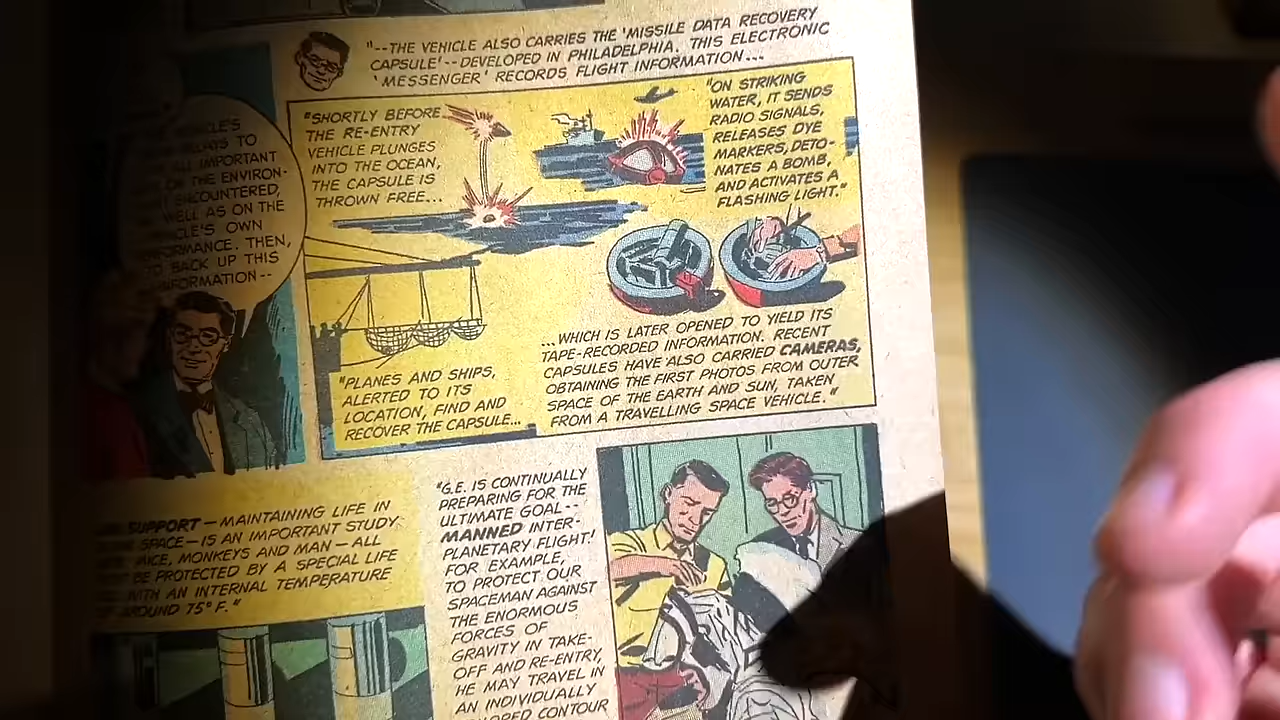 "--THE VEHICLE ALSO CARRIES THE 'MISSILE DATA RECOVERY
CAPSULE'--DEVELOPED IN PHILADELPHIA. THIS ELECTRONIC
'MESSENGER' RECORDS FLIGHT INFORMATION...
TO
ALL IMPORTANT
ON THE ENVIRON-
ENCOUNTERED,
WELL AS ON THE
OWN
THEN,
BACK UP THIS
INFORMATION--
"SHORTLY BEFORE
THE RE-ENTRY
VEHICLE PLUNGES
INTO THE OCEAN,
THE CAPSULE IS
THROWN FREE...
"ON STRIKING
WATER, IT SENDS
RADIO SIGNALS,
RELEASES DYE
MARKERS, DETO-
NATES A BOMB,
AND ACTIVATES A
FLASHING LIGHT."
"PLANES AND SHIPS,
ALERTED TO ITS
LOCATION, FIND AND
RECOVER THE CAPSULE...
...WHICH IS LATER OPENED TO YIELD ITS
TAPE-RECORDED INFORMATION. RECENT
CAPSULES HAVE ALSO CARRIED CAMERAS,
OBTAINING THE FIRST PHOTOS FROM OUTER
SPACE OF THE EARTH AND SUN, TAKEN
FROM A TRAVELLING SPACE VEHICLE."
SUPPORT — MAINTAINING LIFE IN
SPACE — IS AN IMPORTANT STUDY
MICE, MONKEYS AND MAN — ALL
BE PROTECTED BY A SPECIAL LIFE
WITH AN INTERNAL TEMPERATURE
AROUND 75° F."
"G.E. IS CONTINUALLY
PREPARING FOR THE
ULTIMATE GOAL--
MANNED INTER-
PLANETARY FLIGHT!
FOR EXAMPLE,
TO PROTECT OUR
SPACEMAN AGAINST
THE ENORMOUS
FORCES OF
GRAVITY IN TAKE-
OFF AND RE-ENTRY,
HE MAY TRAVEL IN
AN INDIVIDUALLY
CONTOUR